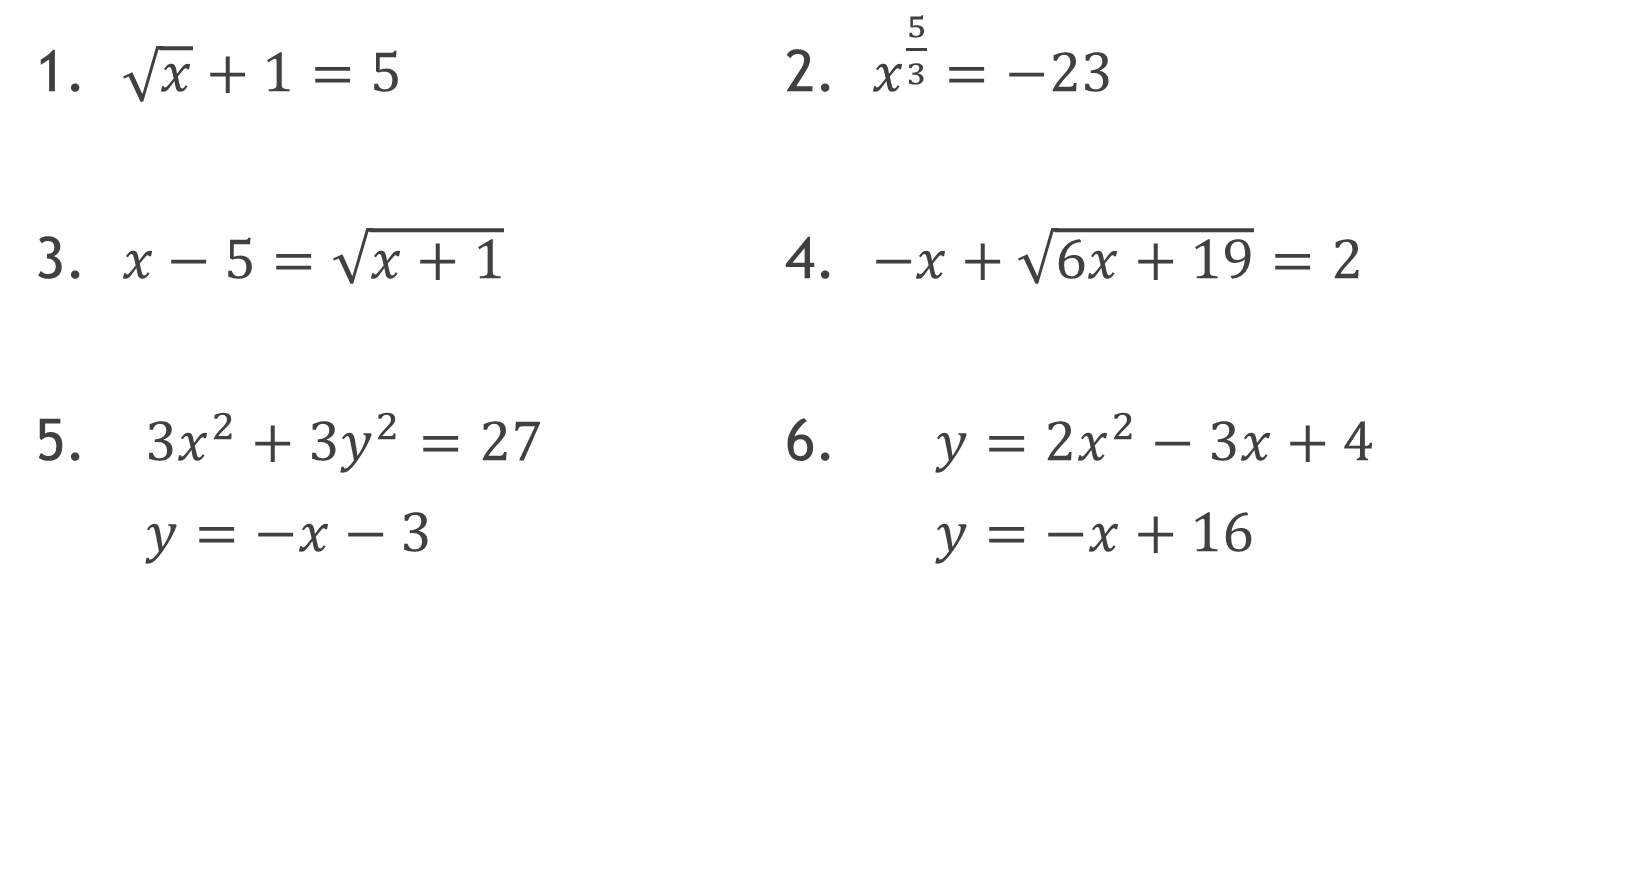 1. √x + 1 = 5
2. x^(5/3) = −23
3. x − 5 = √(x + 1)
4. −x + √(6x + 19) = 2
5. 3x² + 3y² = 27
y = −x − 3
6. y = 2x² − 3x + 4
y = −x + 16